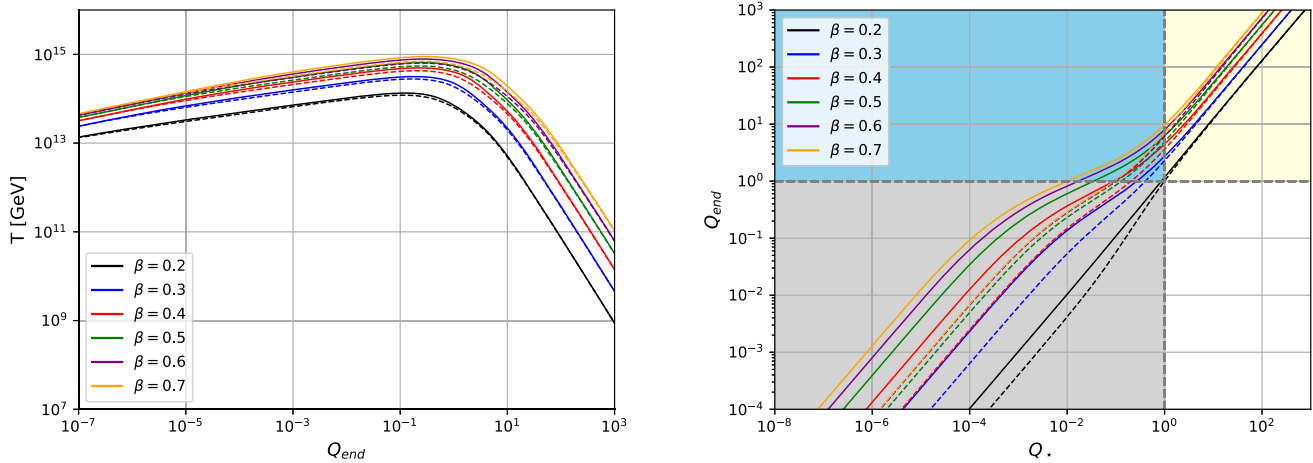 T [GeV]
10^15
10^13
10^11
10^9
10^7
β = 0.2
β = 0.3
β = 0.4
β = 0.5
β = 0.6
β = 0.7
10^−7
10^−5
10^−3
10^−1
10^1
10^3
Q_end
Q_end
10^3
10^2
10^1
10^0
10^−1
10^−2
10^−3
10^−4
β = 0.2
β = 0.3
β = 0.4
β = 0.5
β = 0.6
β = 0.7
10^−8
10^−6
10^−4
10^−2
10^0
10^2
Q_⋆